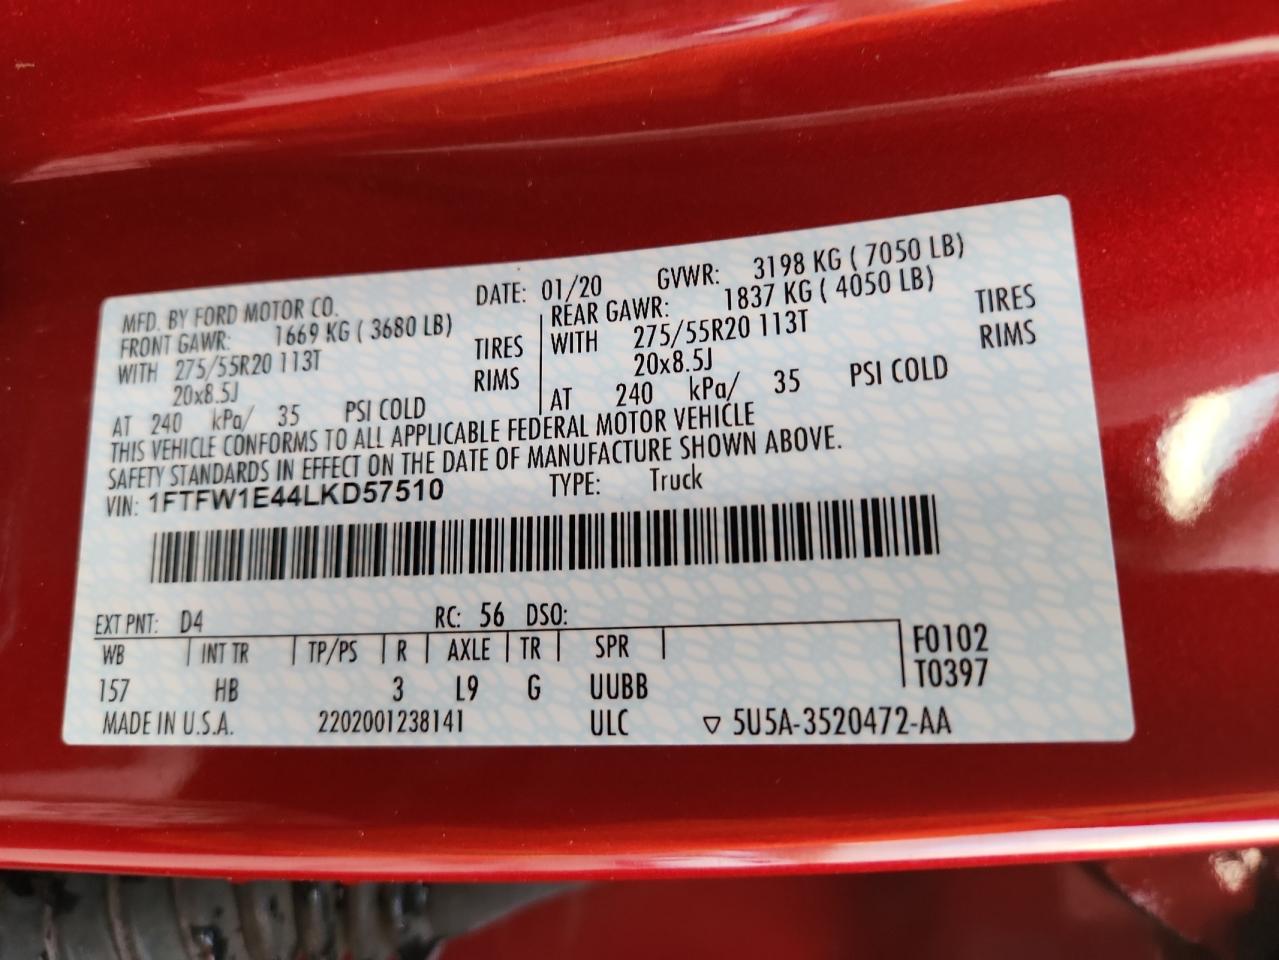 MFD. BY FORD MOTOR CO. DATE: 01/20 GVWR: 3198 KG ( 7050 LB)
FRONT GAWR: 1669 KG ( 3680 LB) REAR GAWR: 1837 KG ( 4050 LB)
WITH 275/55R20 113T TIRES WITH 275/55R20 113T TIRES
20x8.5J RIMS 20x8.5J RIMS
AT 240 kPa/ 35 PSI COLD AT 240 kPa/ 35 PSI COLD
THIS VEHICLE CONFORMS TO ALL APPLICABLE FEDERAL MOTOR VEHICLE
SAFETY STANDARDS IN EFFECT ON THE DATE OF MANUFACTURE SHOWN ABOVE.
VIN: 1FTFW1E44LKD57510 TYPE: Truck
EXT PNT: D4 RC: 56 DSO:
WB INT TR TP/PS R AXLE TR SPR F0102
157 HB 3 L9 G UUBB T0397
MADE IN U.S.A. 2202001238141 ULC ▽ 5U5A-3520472-AA